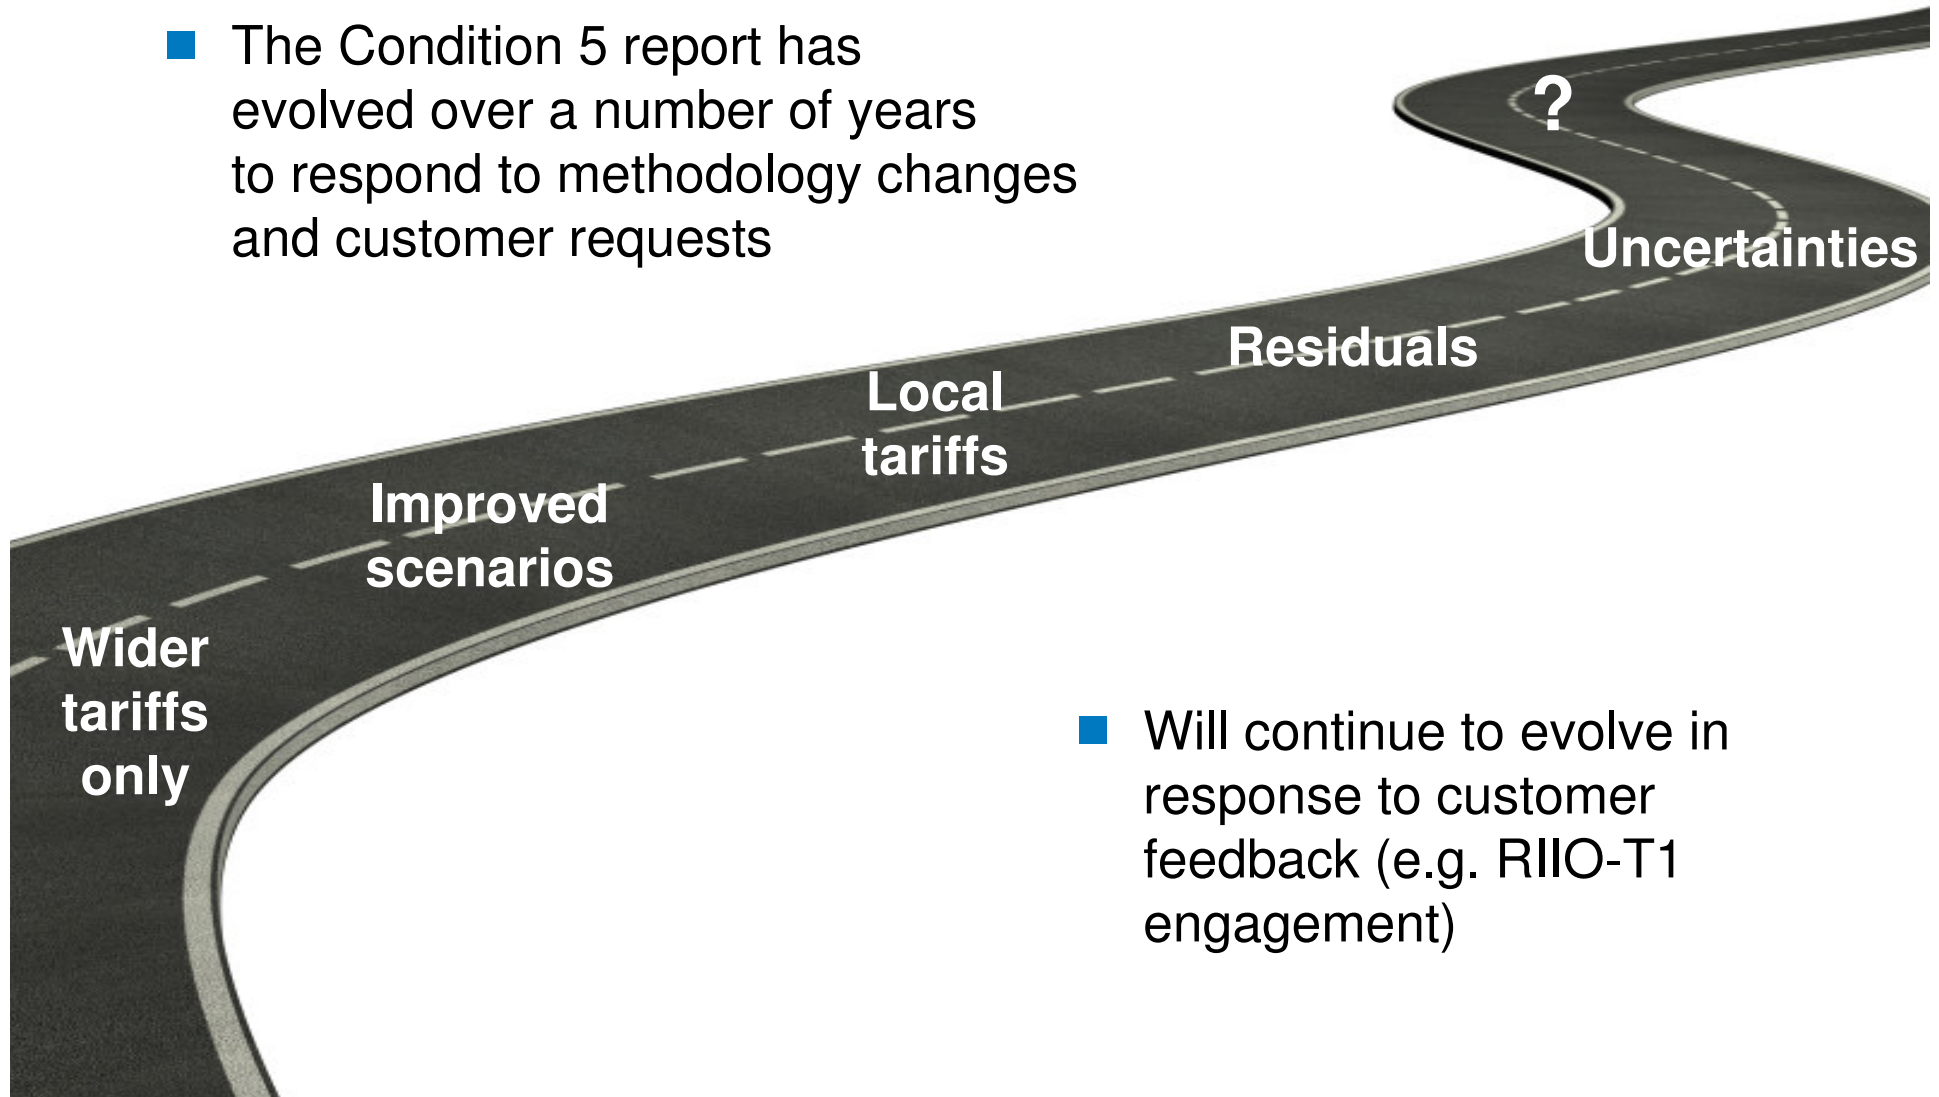 The Condition 5 report has
evolved over a number of years
to respond to methodology changes
and customer requests
?
Uncertainties
Residuals
Local
tariffs
Improved
scenarios
Wider
tariffs
only
Will continue to evolve in
response to customer
feedback (e.g. RIIO-T1
engagement)